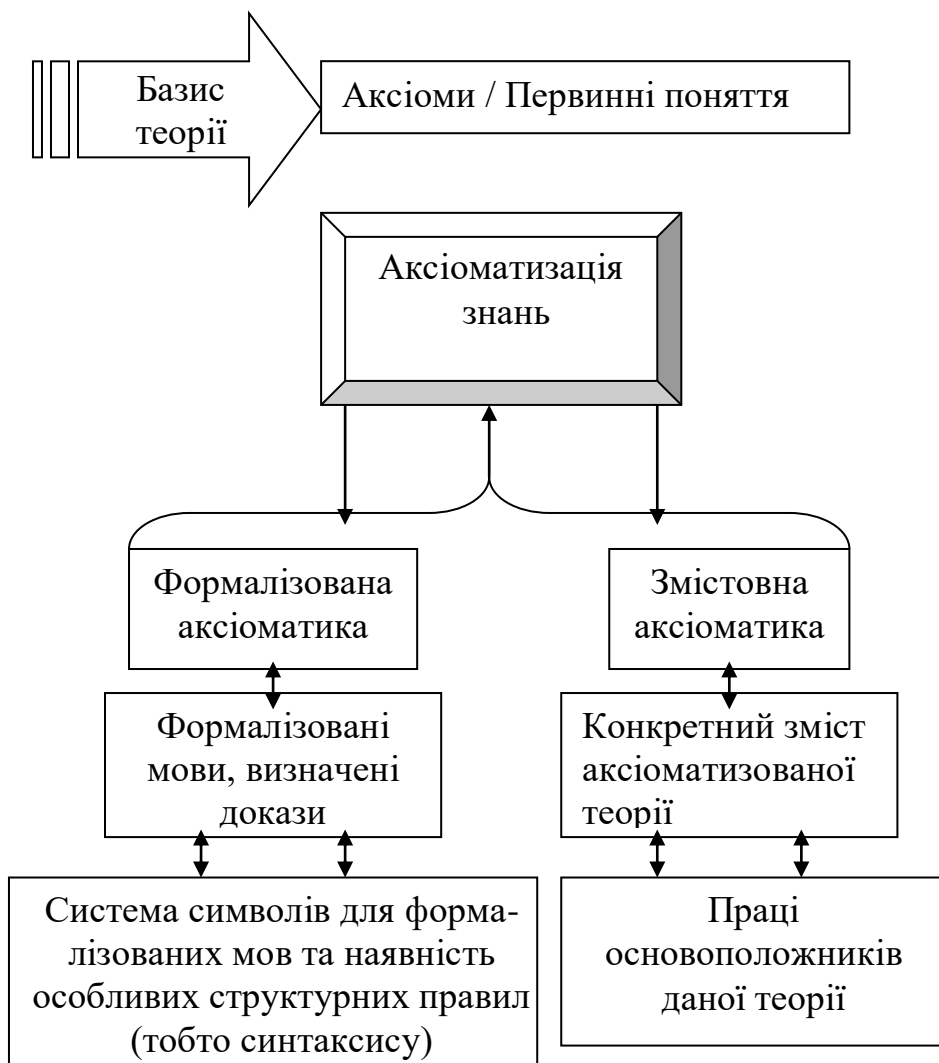 Базис
теорії
Аксіоми / Первинні поняття
Аксіоматизація
знань
Формалізована
аксіоматика
Змістовна
аксіоматика
Формалізовані
мови, визначені
докази
Конкретний зміст
аксіоматизованої
теорії
Система символів для форма-
лізованих мов та наявність
особливих структурних правил
(тобто синтаксису)
Праці
основоположників
даної теорії